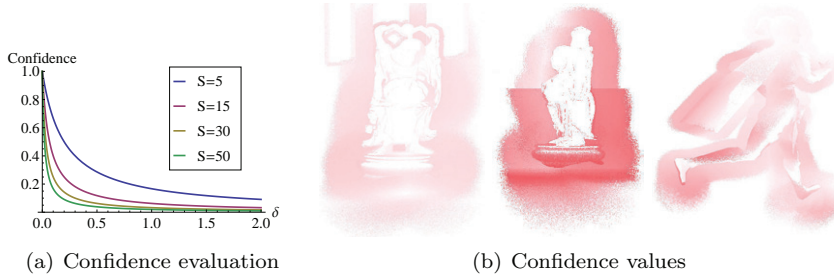 Confidence
1.0
0.8
0.6
0.4
0.2
0.0 0.5 1.0 1.5 2.0 δ
S=5
S=15
S=30
S=50
(a) Confidence evaluation
(b) Confidence values